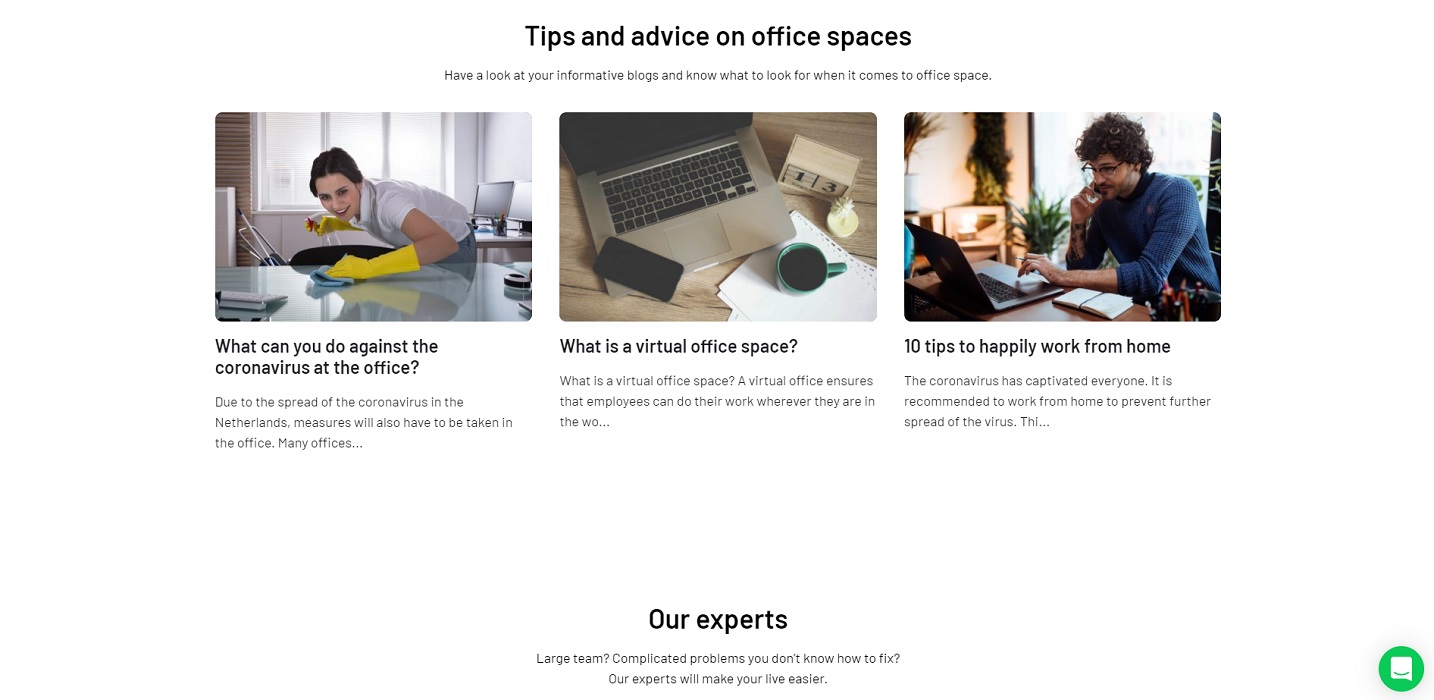 Tips and advice on office spaces
Have a look at your informative blogs and know what to look for when it comes to office space.
1 3
What can you do against the
coronavirus at the office?
Due to the spread of the coronavirus in the
Netherlands, measures will also have to be taken in
the office. Many offices...
What is a virtual office space?
What is a virtual office space? A virtual office ensures
that employees can do their work wherever they are in
the wo...
10 tips to happily work from home
The coronavirus has captivated everyone. It is
recommended to work from home to prevent further
spread of the virus. Thi...
Our experts
Large team? Complicated problems you don't know how to fix?
Our experts will make your live easier.